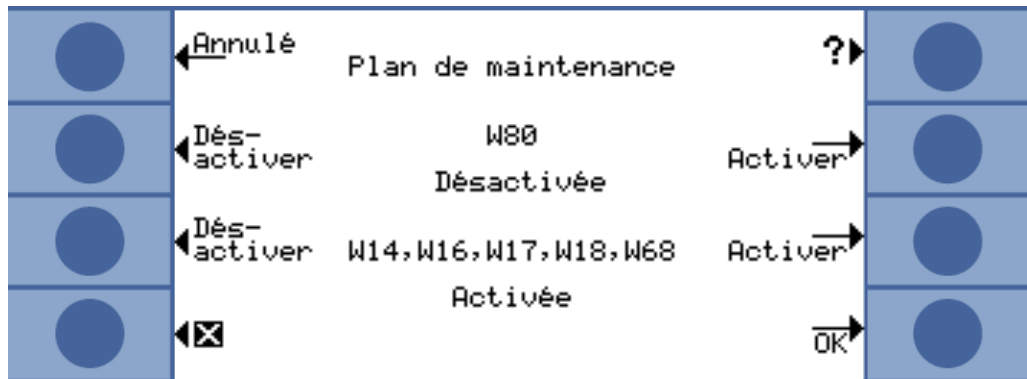 Annulé
Plan de maintenance
?
Dés-
activer
W80
Activer
Désactivée
Dés-
activer
W14,W16,W17,W18,W68
Activer
Activée
OK